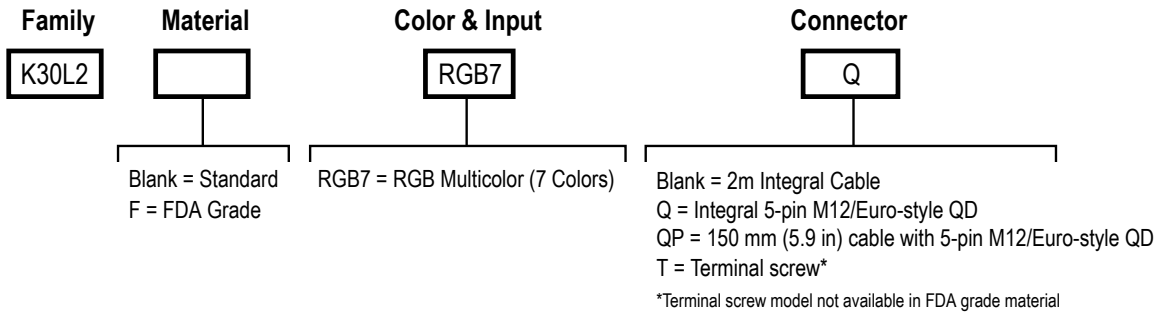 Family Material Color & Input Connector
K30L2 RGB7 Q
Blank = Standard
F = FDA Grade
RGB7 = RGB Multicolor (7 Colors)
Blank = 2m Integral Cable
Q = Integral 5-pin M12/Euro-style QD
QP = 150 mm (5.9 in) cable with 5-pin M12/Euro-style QD
T = Terminal screw*
*Terminal screw model not available in FDA grade material